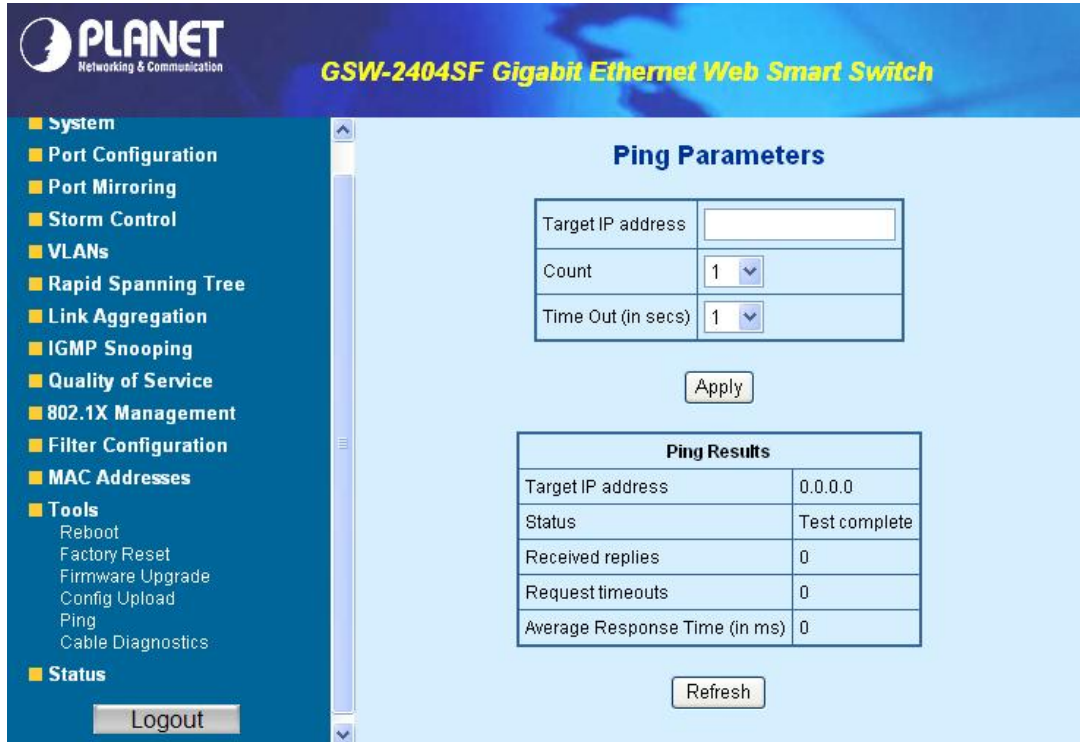 PLANET
Networking & Communication
GSW-2404SF Gigabit Ethernet Web Smart Switch
System
Port Configuration
Port Mirroring
Storm Control
VLANs
Rapid Spanning Tree
Link Aggregation
IGMP Snooping
Quality of Service
802.1X Management
Filter Configuration
MAC Addresses
Tools
Reboot
Factory Reset
Firmware Upgrade
Config Upload
Ping
Cable Diagnostics
Status
Logout
Ping Parameters
Target IP address
Count 1
Time Out (in secs) 1
Apply
Ping Results
Target IP address 0.0.0.0
Status Test complete
Received replies 0
Request timeouts 0
Average Response Time (in ms) 0
Refresh